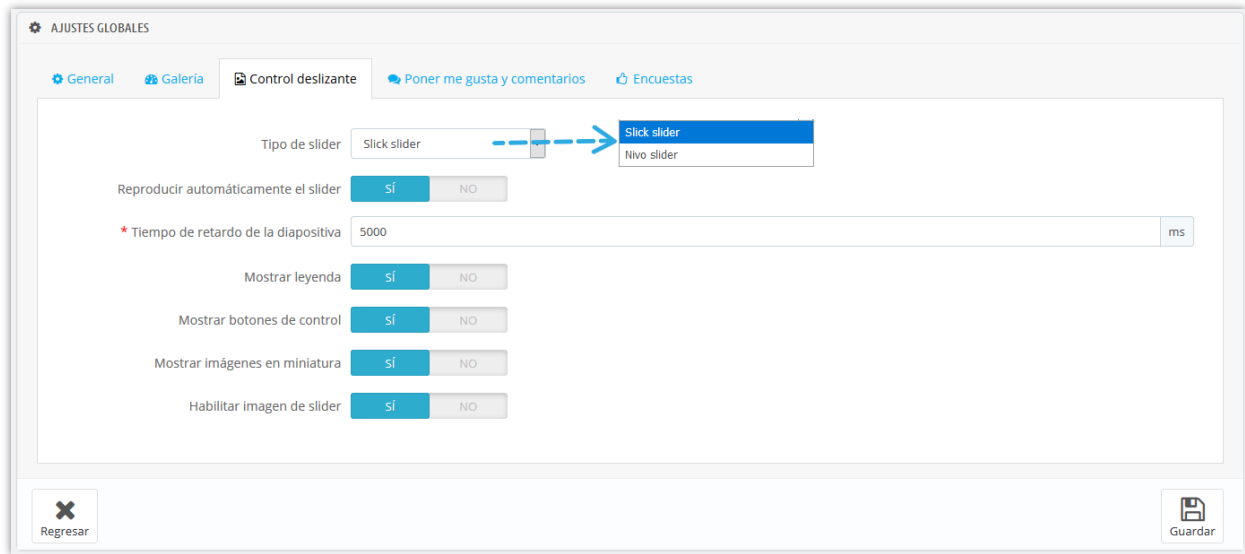 AJUSTES GLOBALES
General Galería Control deslizante Poner me gusta y comentarios Encuestas
Tipo de slider Slick slider Slick slider
Nivo slider
Reproducir automáticamente el slider SÍ NO
* Tiempo de retardo de la diapositiva 5000 ms
Mostrar leyenda SÍ NO
Mostrar botones de control SÍ NO
Mostrar imágenes en miniatura SÍ NO
Habilitar imagen de slider SÍ NO
Regresar Guardar